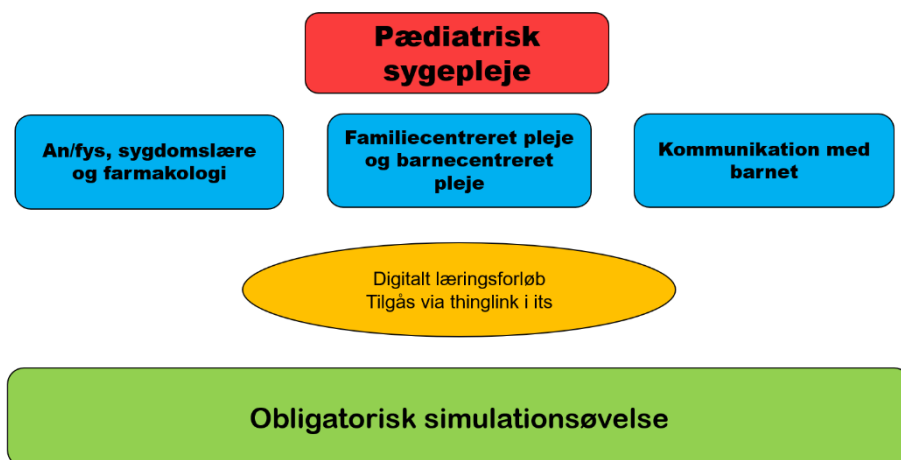 Pædiatrisk
sygepleje
An/fys, sygdomslære
og farmakologi
Familiecentreret pleje
og barnecentreret
pleje
Kommunikation med
barnet
Digitalt læringsforløb
Tilgås via thinglink i its
Obligatorisk simulationsøvelse